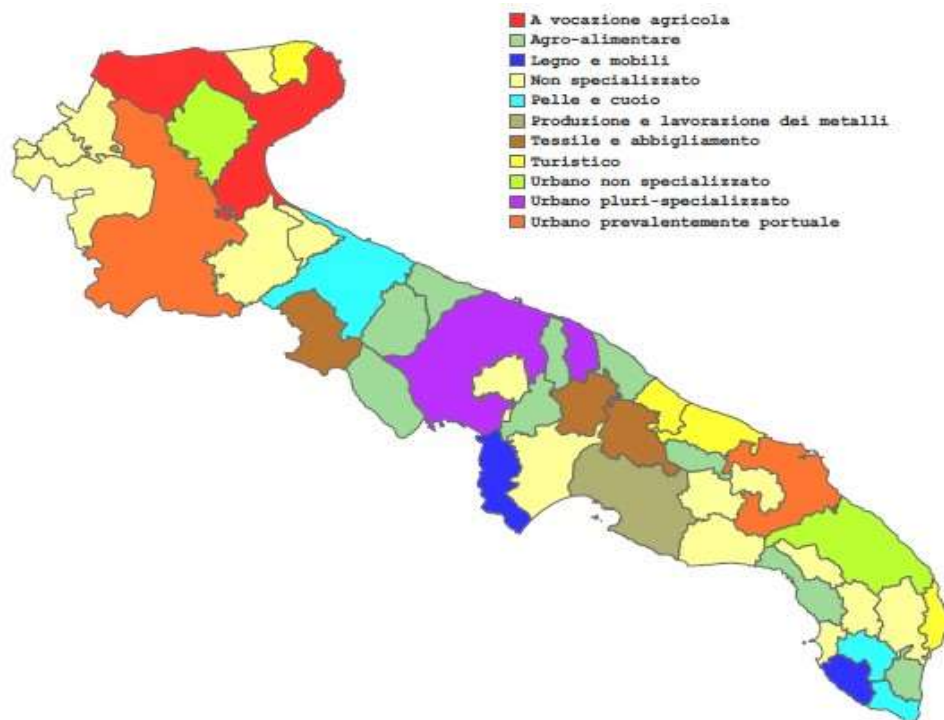 A vocazione agricola
Agro-alimentare
Legno e mobili
Non specializzato
Pelle e cuoio
Produzione e lavorazione dei metalli
Tessile e abbigliamento
Turistico
Urbano non specializzato
Urbano pluri-specializzato
Urbano prevalentemente portuale